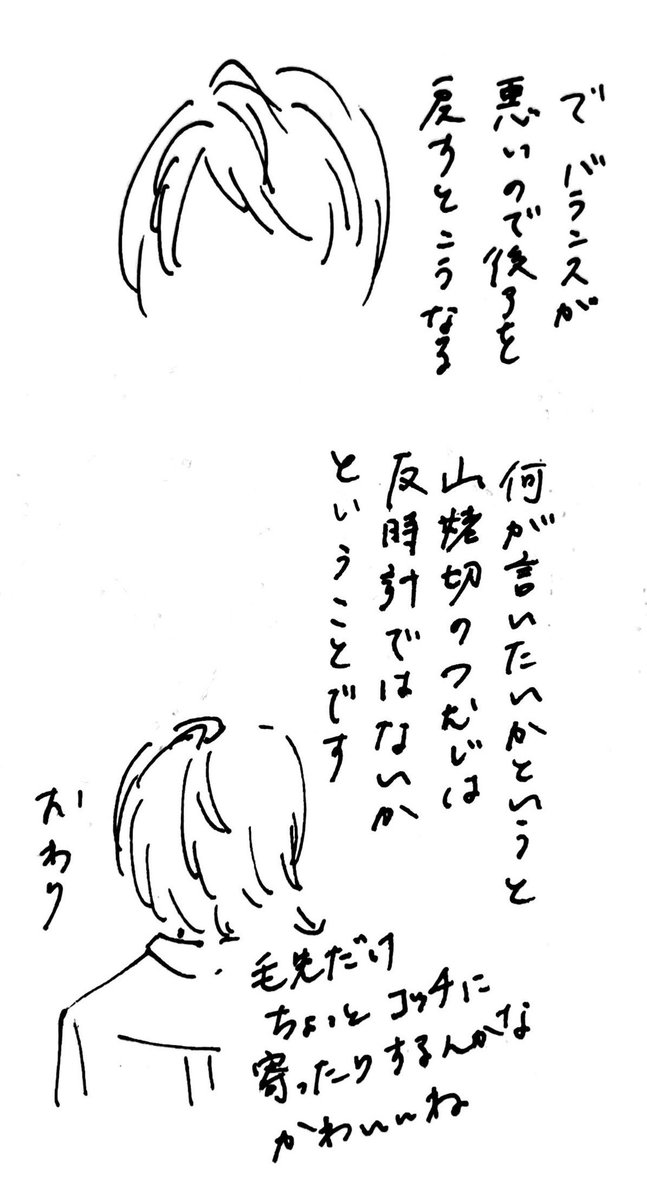 で バランスが
悪いので後ろを
戻すとこうなる
何が言いたいかというと
山姥切のつむじは
反時計ではないか
ということです
毛先だけ
ちょっとコッチに
寄ったりするんかな
かわいいね
おわり